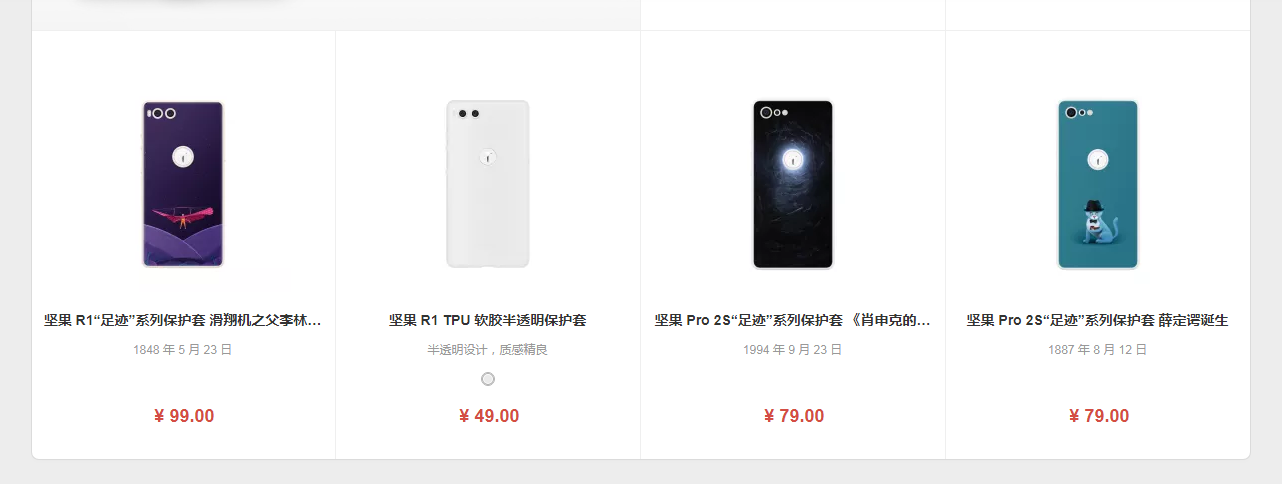 坚果 R1“足迹”系列保护套 滑翔机之父李林…
1848 年 5 月 23 日
¥ 99.00
坚果 R1 TPU 软胶半透明保护套
半透明设计，质感精良
¥ 49.00
坚果 Pro 2S“足迹”系列保护套 《肖申克的…
1994 年 9 月 23 日
¥ 79.00
坚果 Pro 2S“足迹”系列保护套 薛定谔诞生
1887 年 8 月 12 日
¥ 79.00